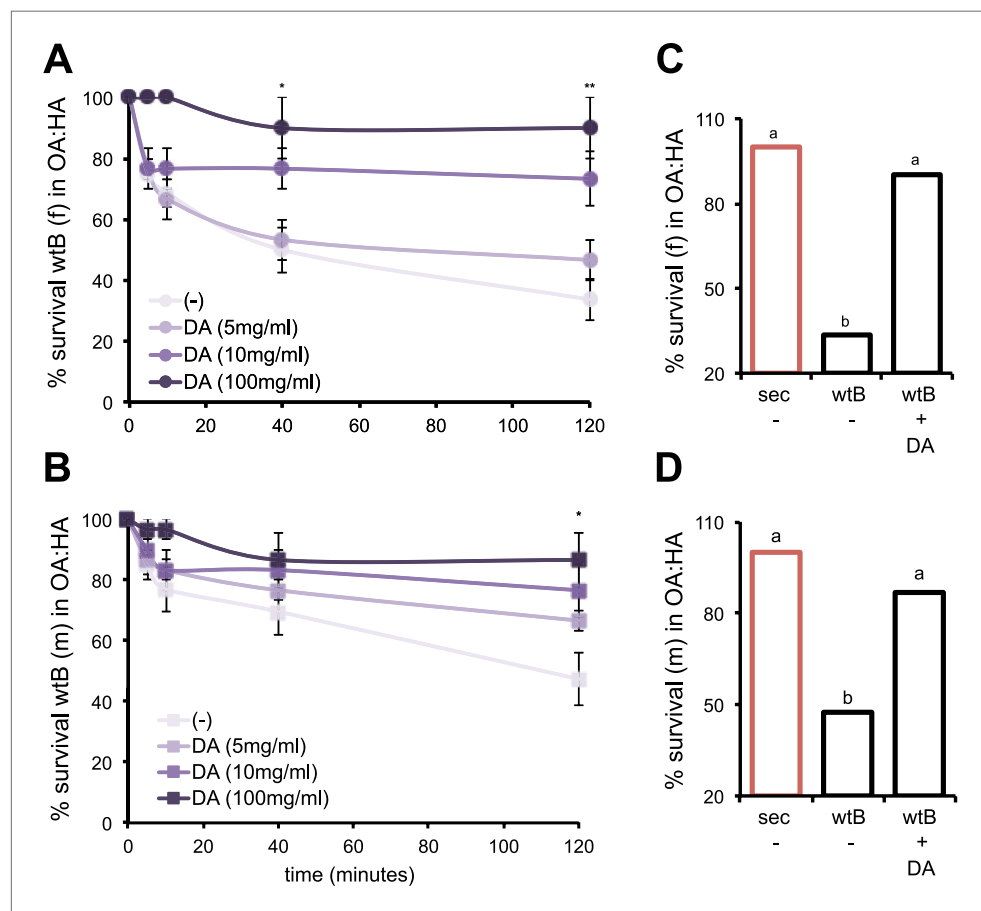 A
% survival wtB (f) in OA:HA
100
80
60
40
20
0
* **
(-)
DA (5mg/ml)
DA (10mg/ml)
DA (100mg/ml)
0 20 40 60 80 100 120
B
% survival wtB (m) in OA:HA
100
80
60
40
20
0
*
(-)
DA (5mg/ml)
DA (10mg/ml)
DA (100mg/ml)
0 20 40 60 80 100 120
time (minutes)
C
% survival (f) in OA:HA
110
80
50
20
a
b
a
sec wtB wtB
- - +
DA
D
% survival (m) in OA:HA
110
80
50
20
a
b
a
sec wtB wtB
- - +
DA